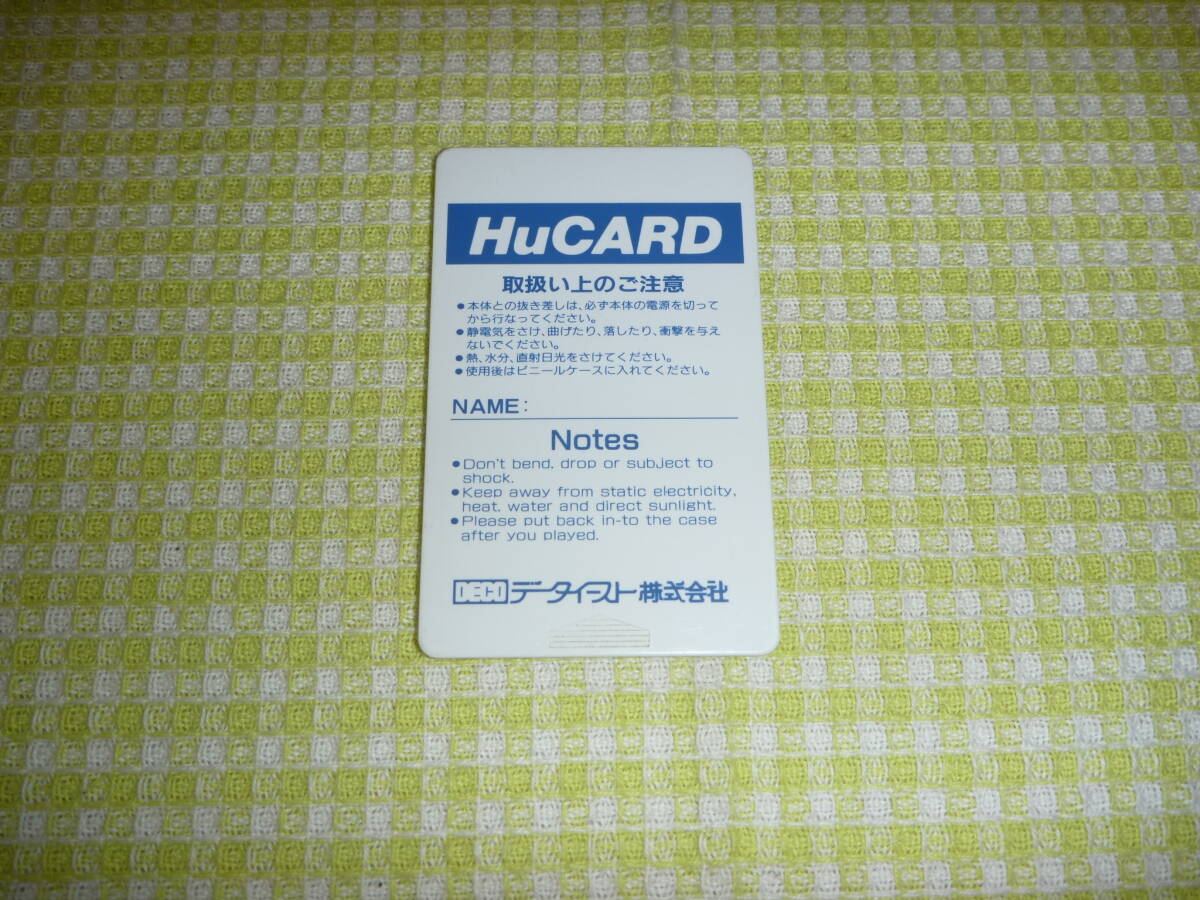 HuCARD
取扱い上のご注意
●本体との抜き差しは、必ず本体の電源を切って
から行なってください。
●静電気をさけ、曲げたり、落したり、衝撃を与え
ないでください。
●熱、水分、直射日光をさけてください。
●使用後はビニールケースに入れてください。
NAME:
Notes
●Don't bend, drop or subject to
shock.
●Keep away from static electricity,
heat, water and direct sunlight.
●Please put back in-to the case
after you played.
DECO データイースト株式会社